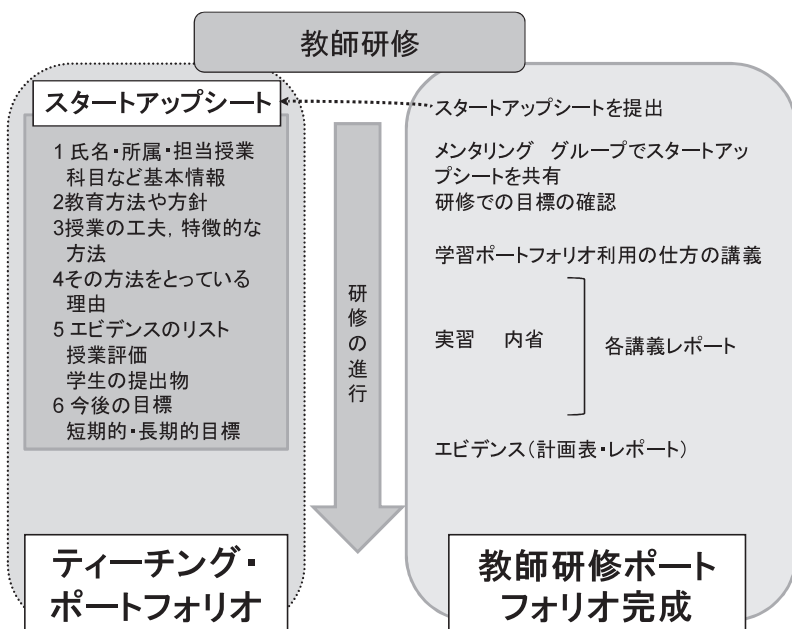 教師研修
スタートアップシート
1 氏名・所属・担当授業
科目など基本情報
2教育方法や方針
3授業の工夫，特徴的な
方法
4その方法をとっている
理由
5 エビデンスのリスト
授業評価
学生の提出物
6 今後の目標
短期的・長期的目標
ティーチング・
ポートフォリオ
研修の進行
スタートアップシートを提出
メンタリング　グループでスタートアッ
プシートを共有
研修での目標の確認
学習ポートフォリオ利用の仕方の講義
実習　内省
各講義レポート
エビデンス（計画表・レポート）
教師研修ポート
フォリオ完成